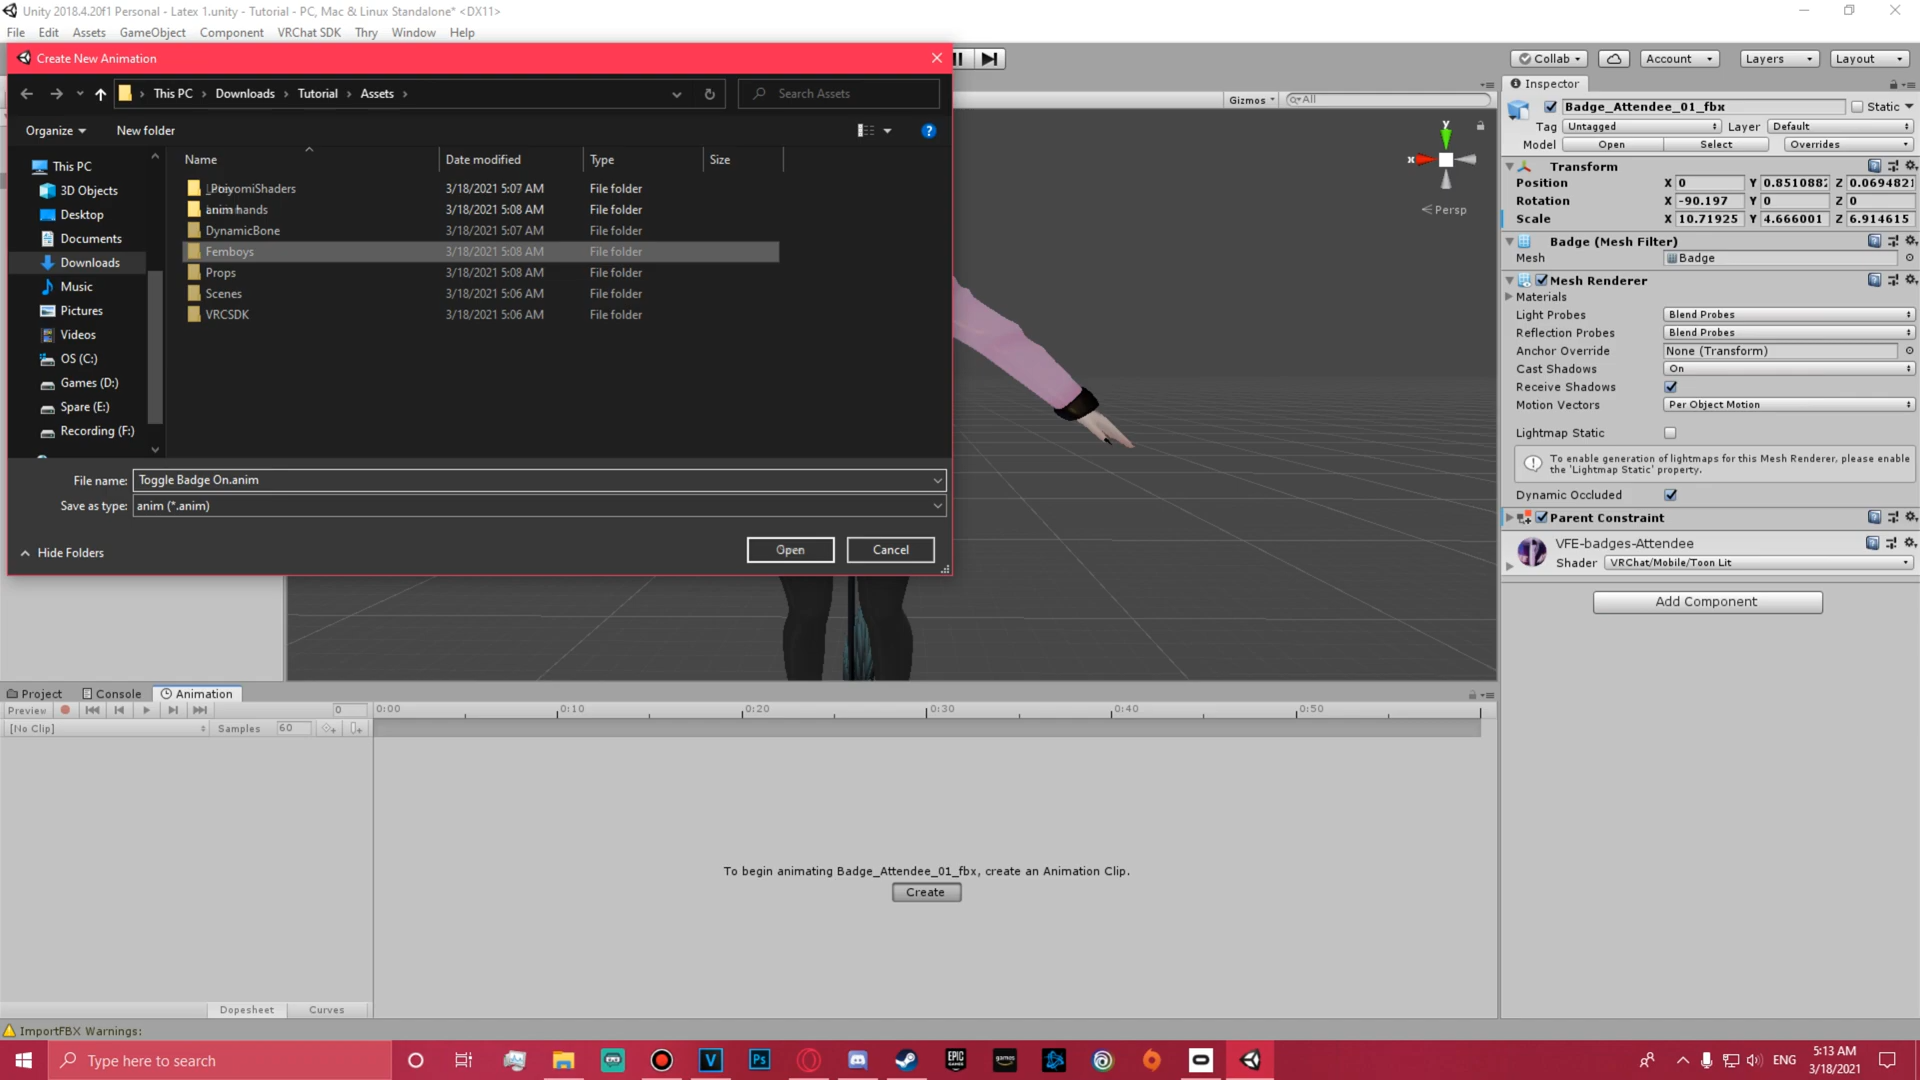 Unity 2018.4.20f1 Personal - Latex 1.unity - Tutorial - PC, Mac & Linux Standalone* <DX11>
File Edit Assets GameObject Component VRChat SDK Thry Window Help
Create New Animation
Collab Account Layers Layout
This PC > Downloads > Tutorial > Assets >
Search Assets
Gizmos All
Inspector
Badge_Attendee_01_fbx Static
Organize New folder
Tag Untagged Layer Default
Model Open Select Overrides
Name Date modified Type Size
This PC
3D Objects
Desktop
Documents
Downloads
Music
Pictures
Videos
OS (C:)
Games (D:)
Spare (E:)
Recording (F:)
_PoiyomiShaders 3/18/2021 5:07 AM File folder
anim hands 3/18/2021 5:08 AM File folder
DynamicBone 3/18/2021 5:07 AM File folder
Femboys 3/18/2021 5:08 AM File folder
Props 3/18/2021 5:08 AM File folder
Scenes 3/18/2021 5:06 AM File folder
VRCSDK 3/18/2021 5:06 AM File folder
File name: Toggle Badge On.anim
Save as type: anim (*.anim)
Hide Folders
Open Cancel
y
x
Persp
Transform
Position X 0 Y 0.8510882 Z 0.0694821
Rotation X -90.197 Y 0 Z 0
Scale X 10.71925 Y 4.666001 Z 6.914615
Badge (Mesh Filter)
Mesh Badge
Mesh Renderer
Materials
Light Probes Blend Probes
Reflection Probes Blend Probes
Anchor Override None (Transform)
Cast Shadows On
Receive Shadows
Motion Vectors Per Object Motion
Lightmap Static
To enable generation of lightmaps for this Mesh Renderer, please enable
the 'Lightmap Static' property.
Dynamic Occluded
Parent Constraint
VFE-badges-Attendee
Shader VRChat/Mobile/Toon Lit
Add Component
Project Console Animation
Preview 0 0:00 0:10 0:20 0:30 0:40 0:50
[No Clip] Samples 60
To begin animating Badge_Attendee_01_fbx, create an Animation Clip.
Create
Dopesheet Curves
ImportFBX Warnings:
Type here to search
V
Ps
EPIC GAMES
games
ENG
5:13 AM
3/18/2021